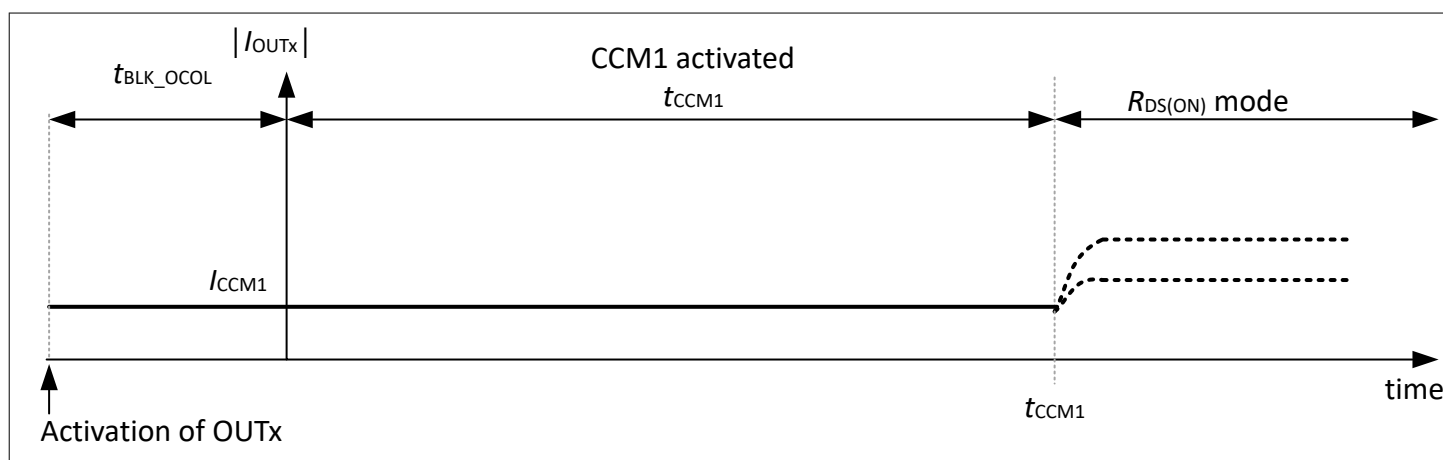 |IOUTx|
tBLK_OCOL
CCM1 activated
tCCM1
RDS(ON) mode
ICCM1
time
tCCM1
Activation of OUTx